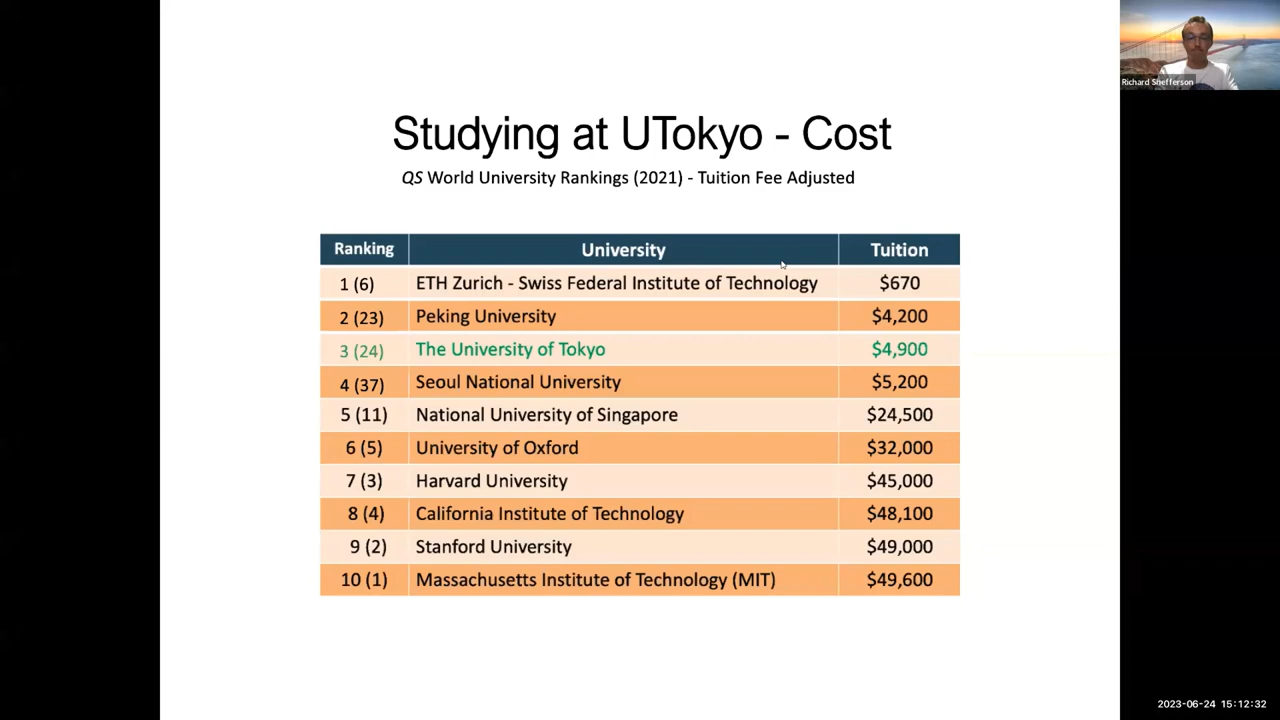 Studying at UTokyo - Cost
QS World University Rankings (2021) - Tuition Fee Adjusted
Ranking University Tuition
1 (6) ETH Zurich - Swiss Federal Institute of Technology $670
2 (23) Peking University $4,200
3 (24) The University of Tokyo $4,900
4 (37) Seoul National University $5,200
5 (11) National University of Singapore $24,500
6 (5) University of Oxford $32,000
7 (3) Harvard University $45,000
8 (4) California Institute of Technology $48,100
9 (2) Stanford University $49,000
10 (1) Massachusetts Institute of Technology (MIT) $49,600
Richard Shefferson
2023-06-24 15:12:32